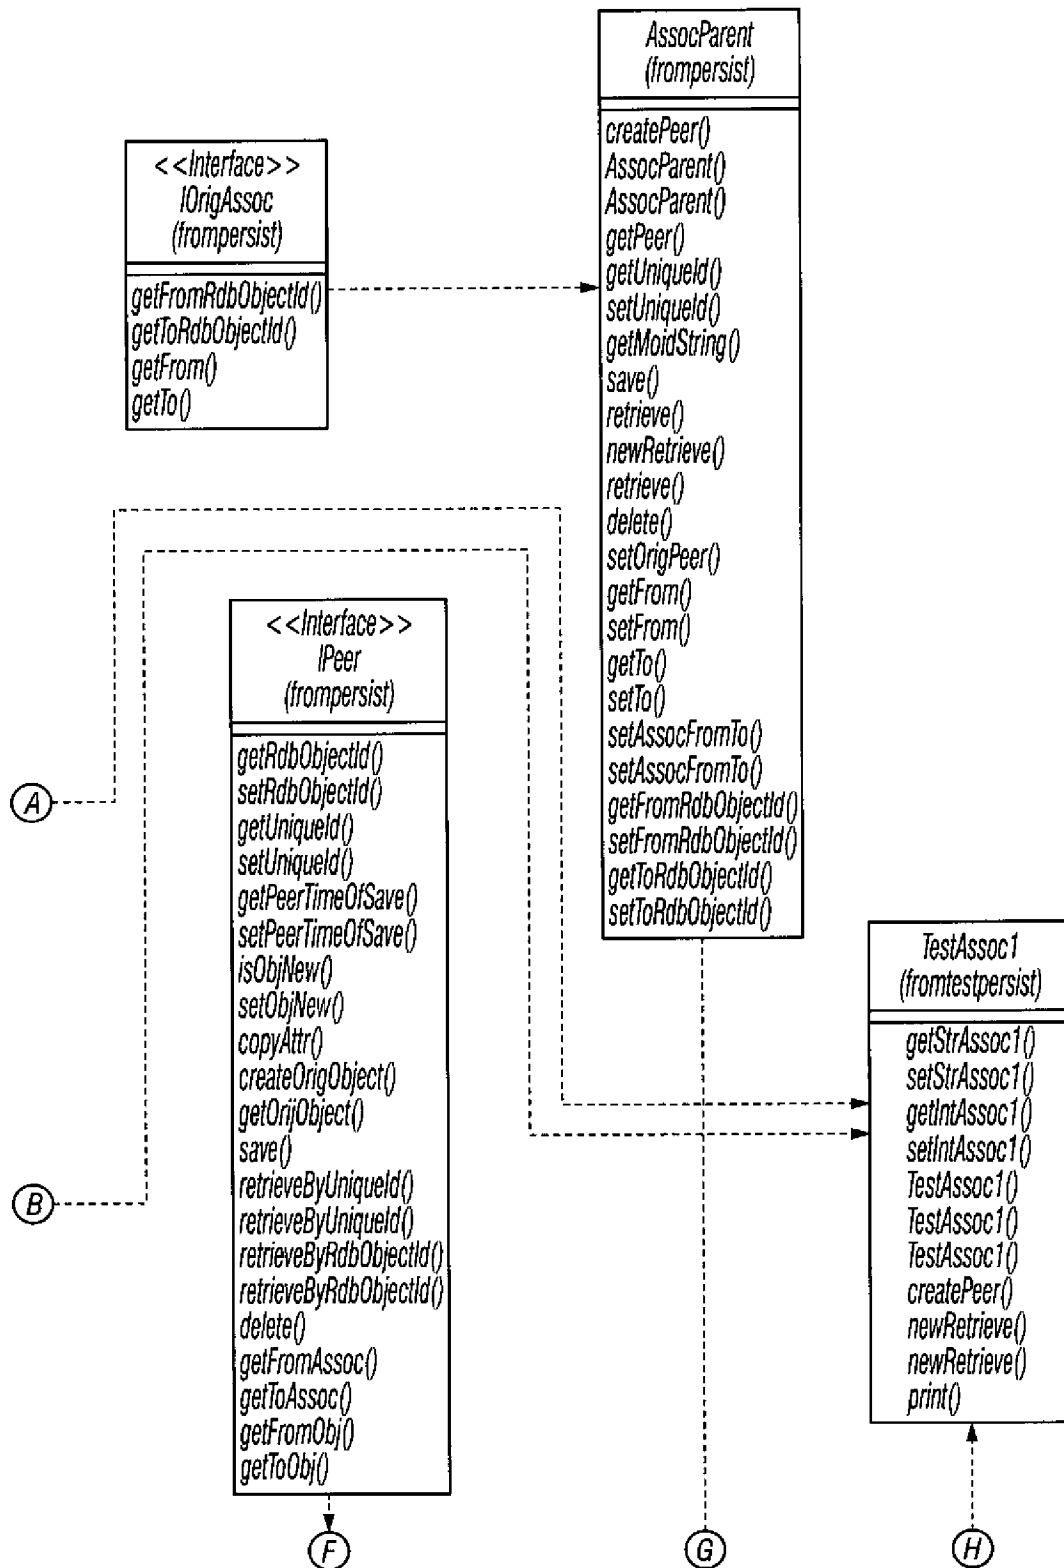 AssocParent
(frompersist)
createPeer()
AssocParent()
AssocParent()
getPeer()
getUniqueId()
setUniqueId()
getMoidString()
save()
retrieve()
newRetrieve()
retrieve()
delete()
setOrigPeer()
getFrom()
setFrom()
getTo()
setTo()
setAssocFromTo()
setAssocFromTo()
getFromRdbObjectId()
setFromRdbObjectId()
getToRdbObjectId()
setToRdbObjectId()
<<Interface>>
IOrigAssoc
(frompersist)
getFromRdbObjectId()
getToRdbObjectId()
getFrom()
getTo()
<<Interface>>
IPeer
(frompersist)
getRdbObjectId()
setRdbObjectId()
getUniqueId()
setUniqueId()
getPeerTimeOfSave()
setPeerTimeOfSave()
isObjNew()
setObjNew()
copyAttr()
createOrigObject()
getOrijObject()
save()
retrieveByUniqueId()
retrieveByUniqueId()
retrieveByRdbObjectId()
retrieveByRdbObjectId()
delete()
getFromAssoc()
getToAssoc()
getFromObj()
getToObj()
A
B
TestAssoc1
(fromtestpersist)
getStrAssoc1()
setStrAssoc1()
getIntAssoc1()
setIntAssoc1()
TestAssoc1()
TestAssoc1()
TestAssoc1()
createPeer()
newRetrieve()
newRetrieve()
print()
F
G
H